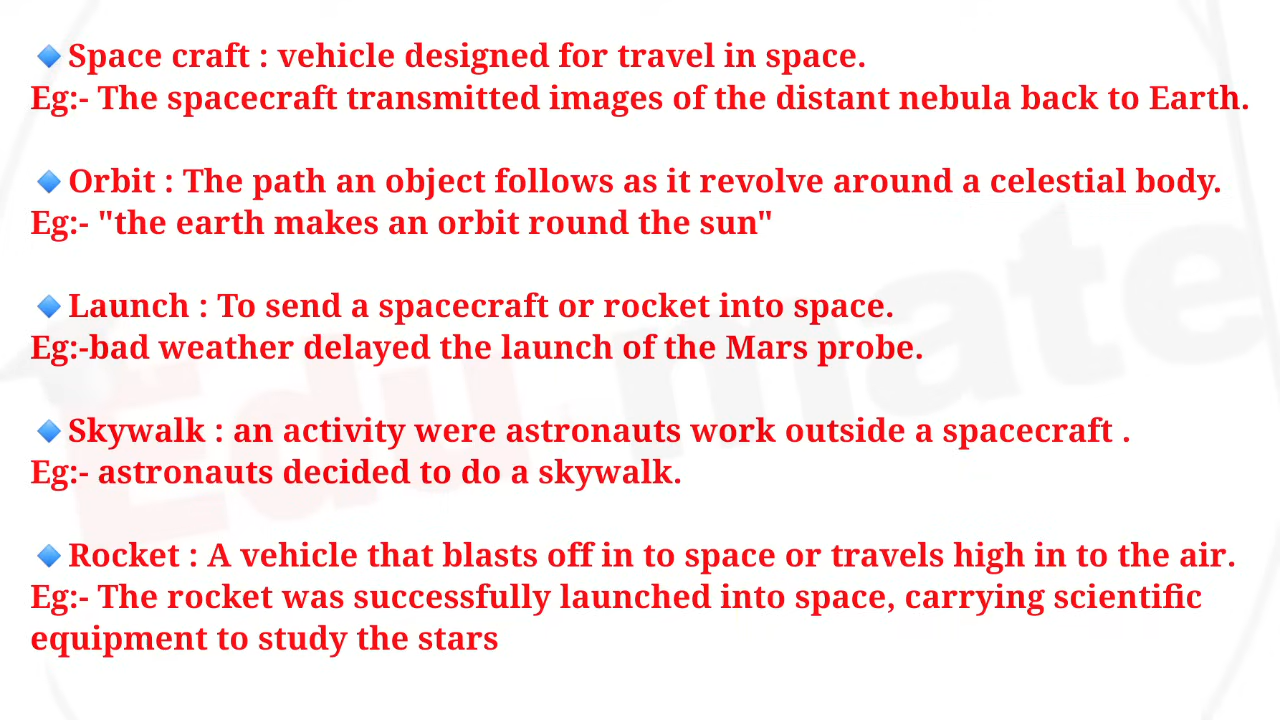 🔹Space craft : vehicle designed for travel in space.
Eg:- The spacecraft transmitted images of the distant nebula back to Earth.
🔹Orbit : The path an object follows as it revolve around a celestial body.
Eg:- "the earth makes an orbit round the sun"
🔹Launch : To send a spacecraft or rocket into space.
Eg:-bad weather delayed the launch of the Mars probe.
🔹Skywalk : an activity were astronauts work outside a spacecraft .
Eg:- astronauts decided to do a skywalk.
🔹Rocket : A vehicle that blasts off in to space or travels high in to the air.
Eg:- The rocket was successfully launched into space, carrying scientific
equipment to study the stars
Edu mate